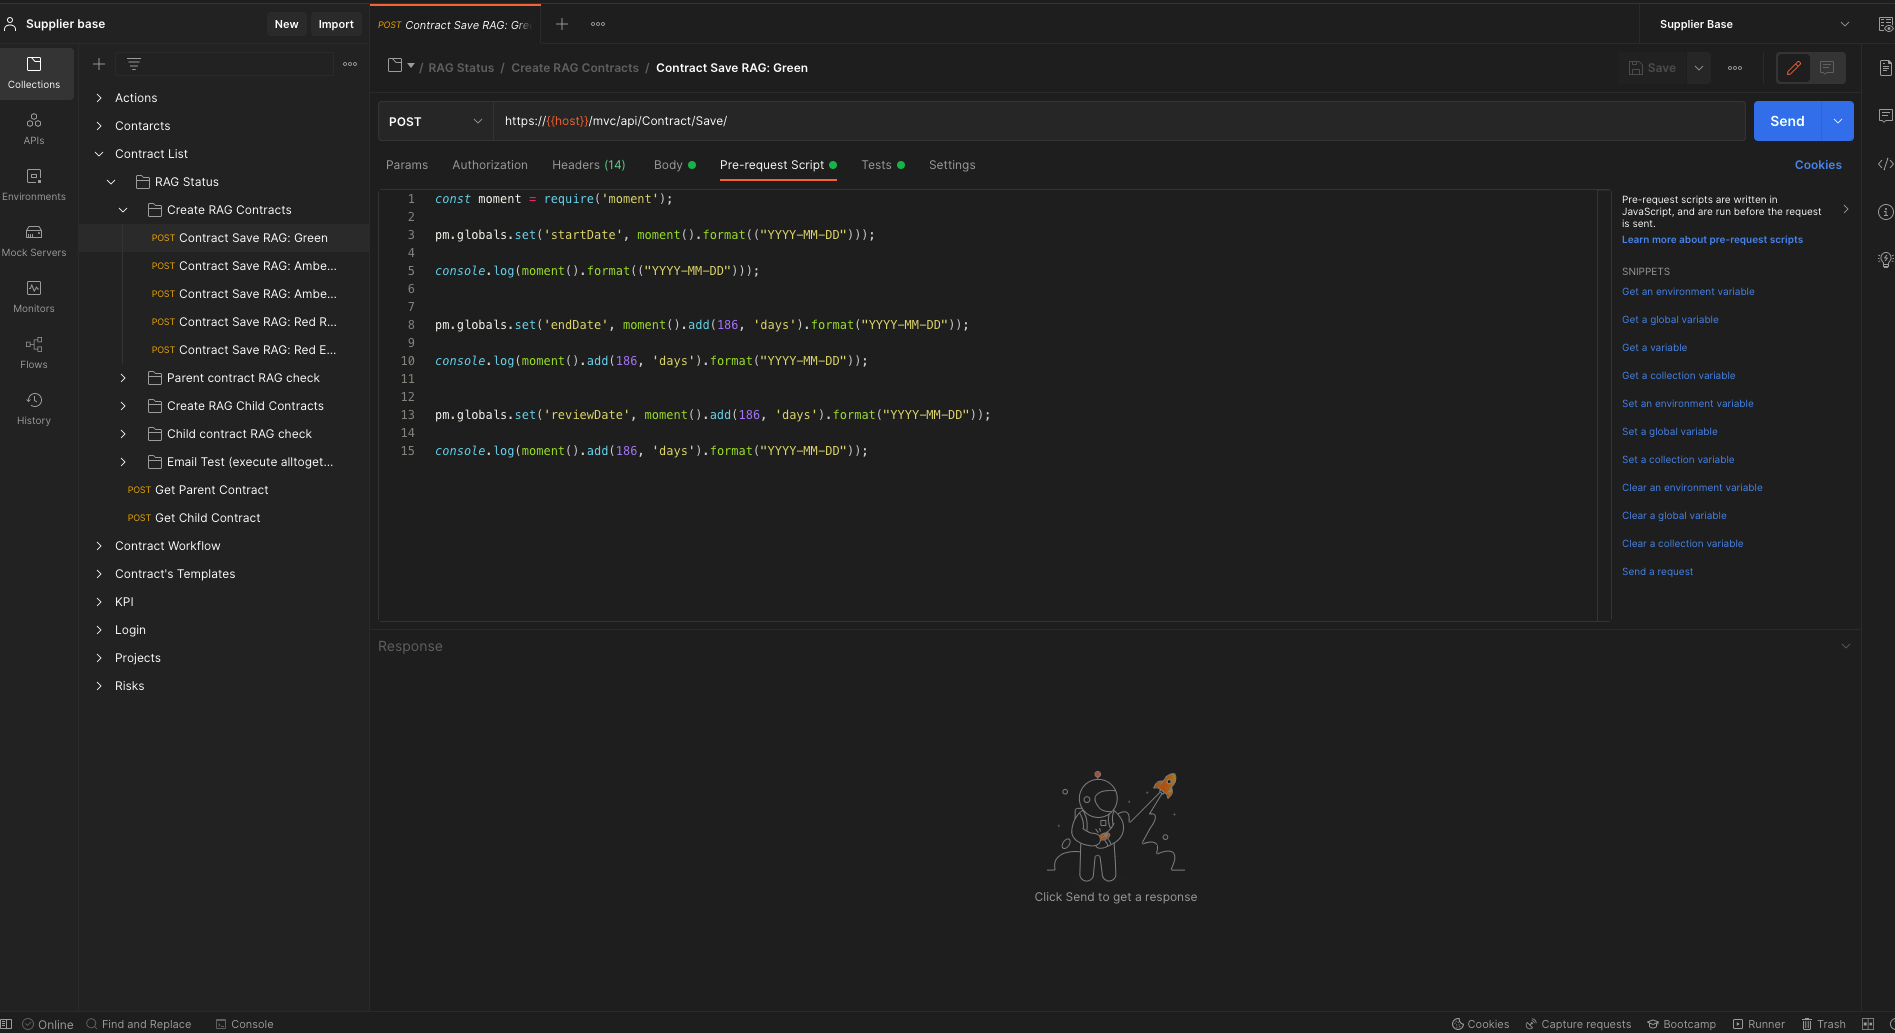 Supplier base
New
Import
POST Contract Save RAG: Gre
Supplier Base
Collections
APIs
Environments
Mock Servers
Monitors
Flows
History
Actions
Contarcts
Contract List
RAG Status
Create RAG Contracts
POST Contract Save RAG: Green
POST Contract Save RAG: Ambe...
POST Contract Save RAG: Ambe...
POST Contract Save RAG: Red R...
POST Contract Save RAG: Red E...
Parent contract RAG check
Create RAG Child Contracts
Child contract RAG check
Email Test (execute alltoget...
POST Get Parent Contract
POST Get Child Contract
Contract Workflow
Contract's Templates
KPI
Login
Projects
Risks
/ RAG Status / Create RAG Contracts / Contract Save RAG: Green
Save
POST
https://{{host}}/mvc/api/Contract/Save/
Send
Params
Authorization
Headers (14)
Body
Pre-request Script
Tests
Settings
Cookies
1 const moment = require('moment');
2
3 pm.globals.set('startDate', moment().format(("YYYY-MM-DD")));
4
5 console.log(moment().format(("YYYY-MM-DD")));
6
7
8 pm.globals.set('endDate', moment().add(186, 'days').format("YYYY-MM-DD"));
9
10 console.log(moment().add(186, 'days').format("YYYY-MM-DD"));
11
12
13 pm.globals.set('reviewDate', moment().add(186, 'days').format("YYYY-MM-DD"));
14
15 console.log(moment().add(186, 'days').format("YYYY-MM-DD"));
Pre-request scripts are written in
JavaScript, and are run before the request
is sent.
Learn more about pre-request scripts
SNIPPETS
Get an environment variable
Get a global variable
Get a variable
Get a collection variable
Set an environment variable
Set a global variable
Set a collection variable
Clear an environment variable
Clear a global variable
Clear a collection variable
Send a request
Response
Click Send to get a response
Online
Find and Replace
Console
Cookies
Capture requests
Bootcamp
Runner
Trash